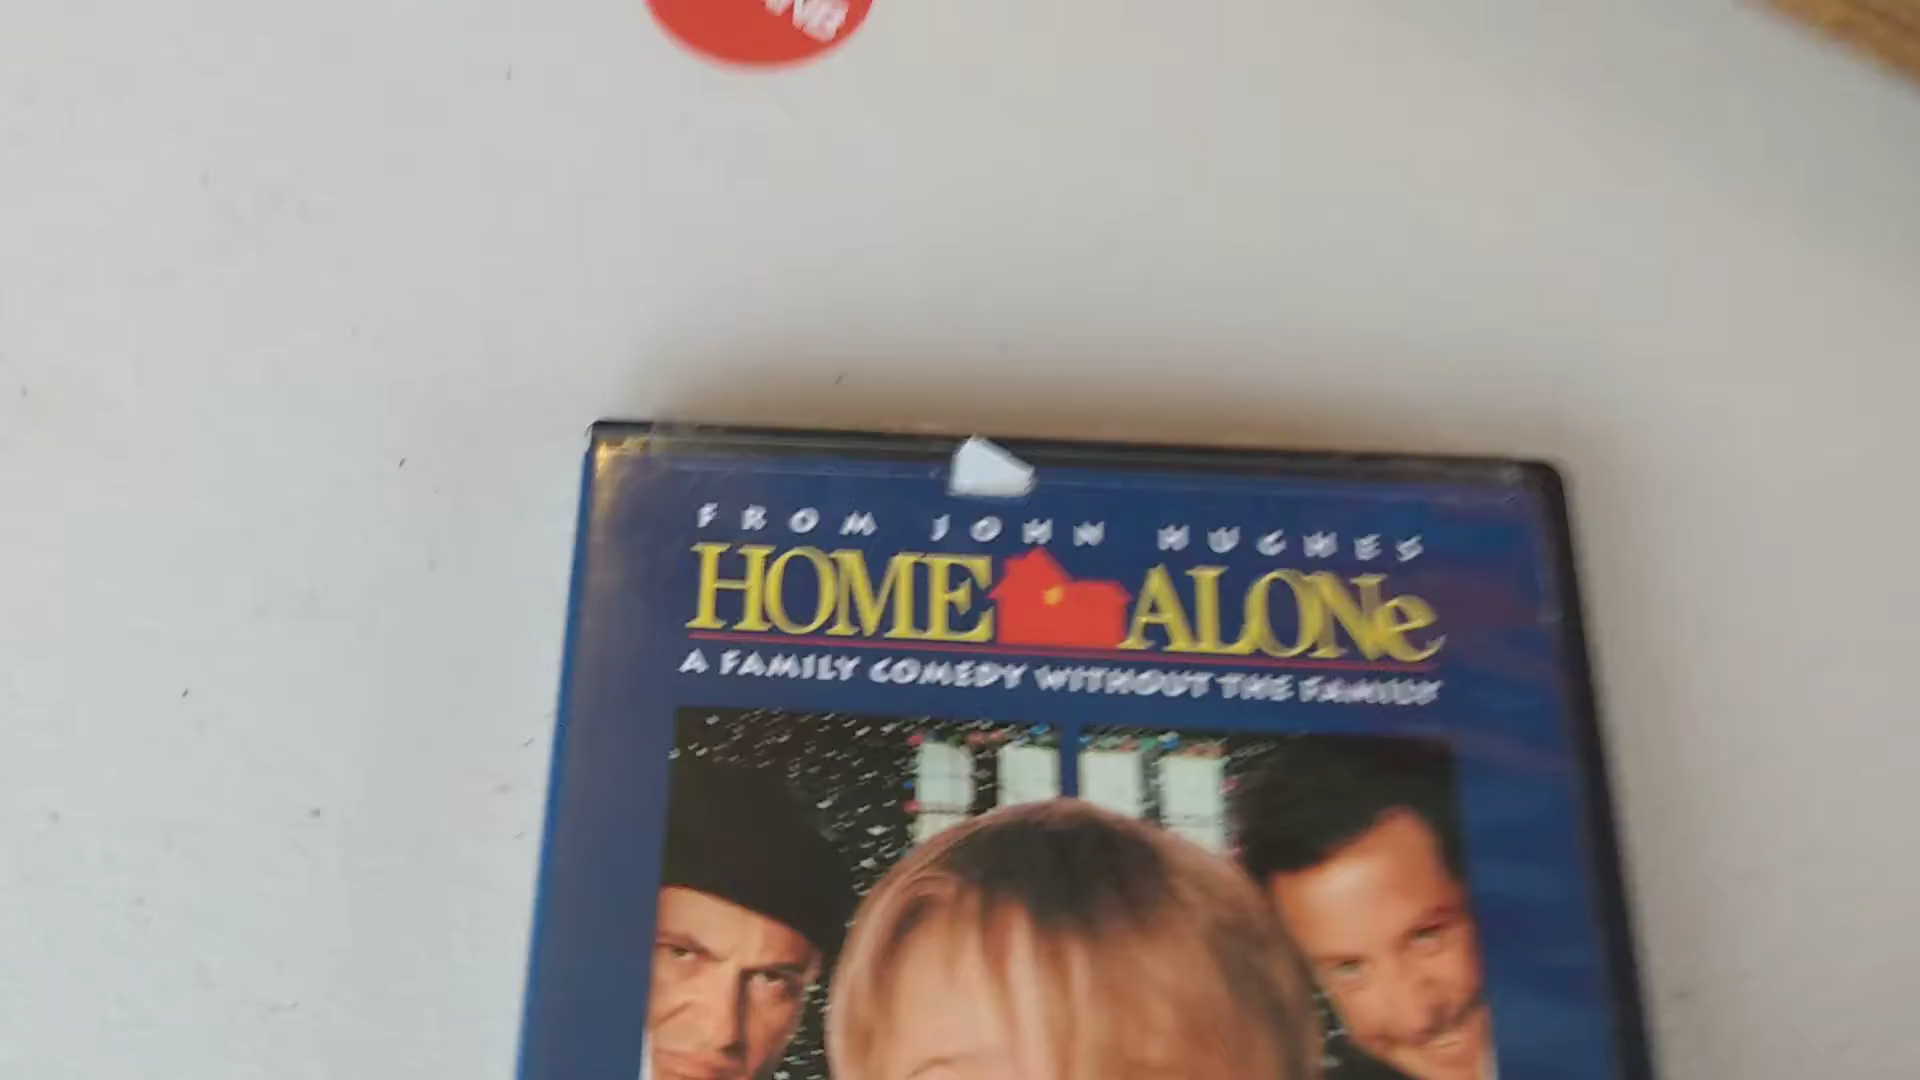 FROM JOHN HUGHES
HOME ALONe
A FAMILY COMEDY WITHOUT THE FAMILY